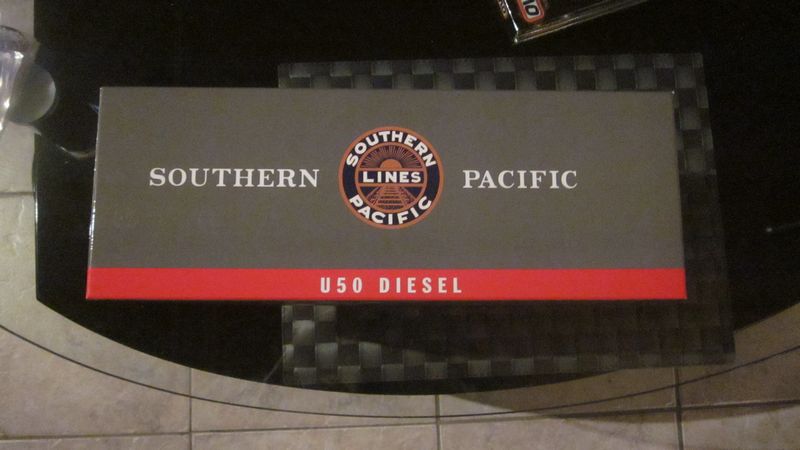 SOUTHERN PACIFIC
SOUTHERN
LINES
PACIFIC
U50 DIESEL